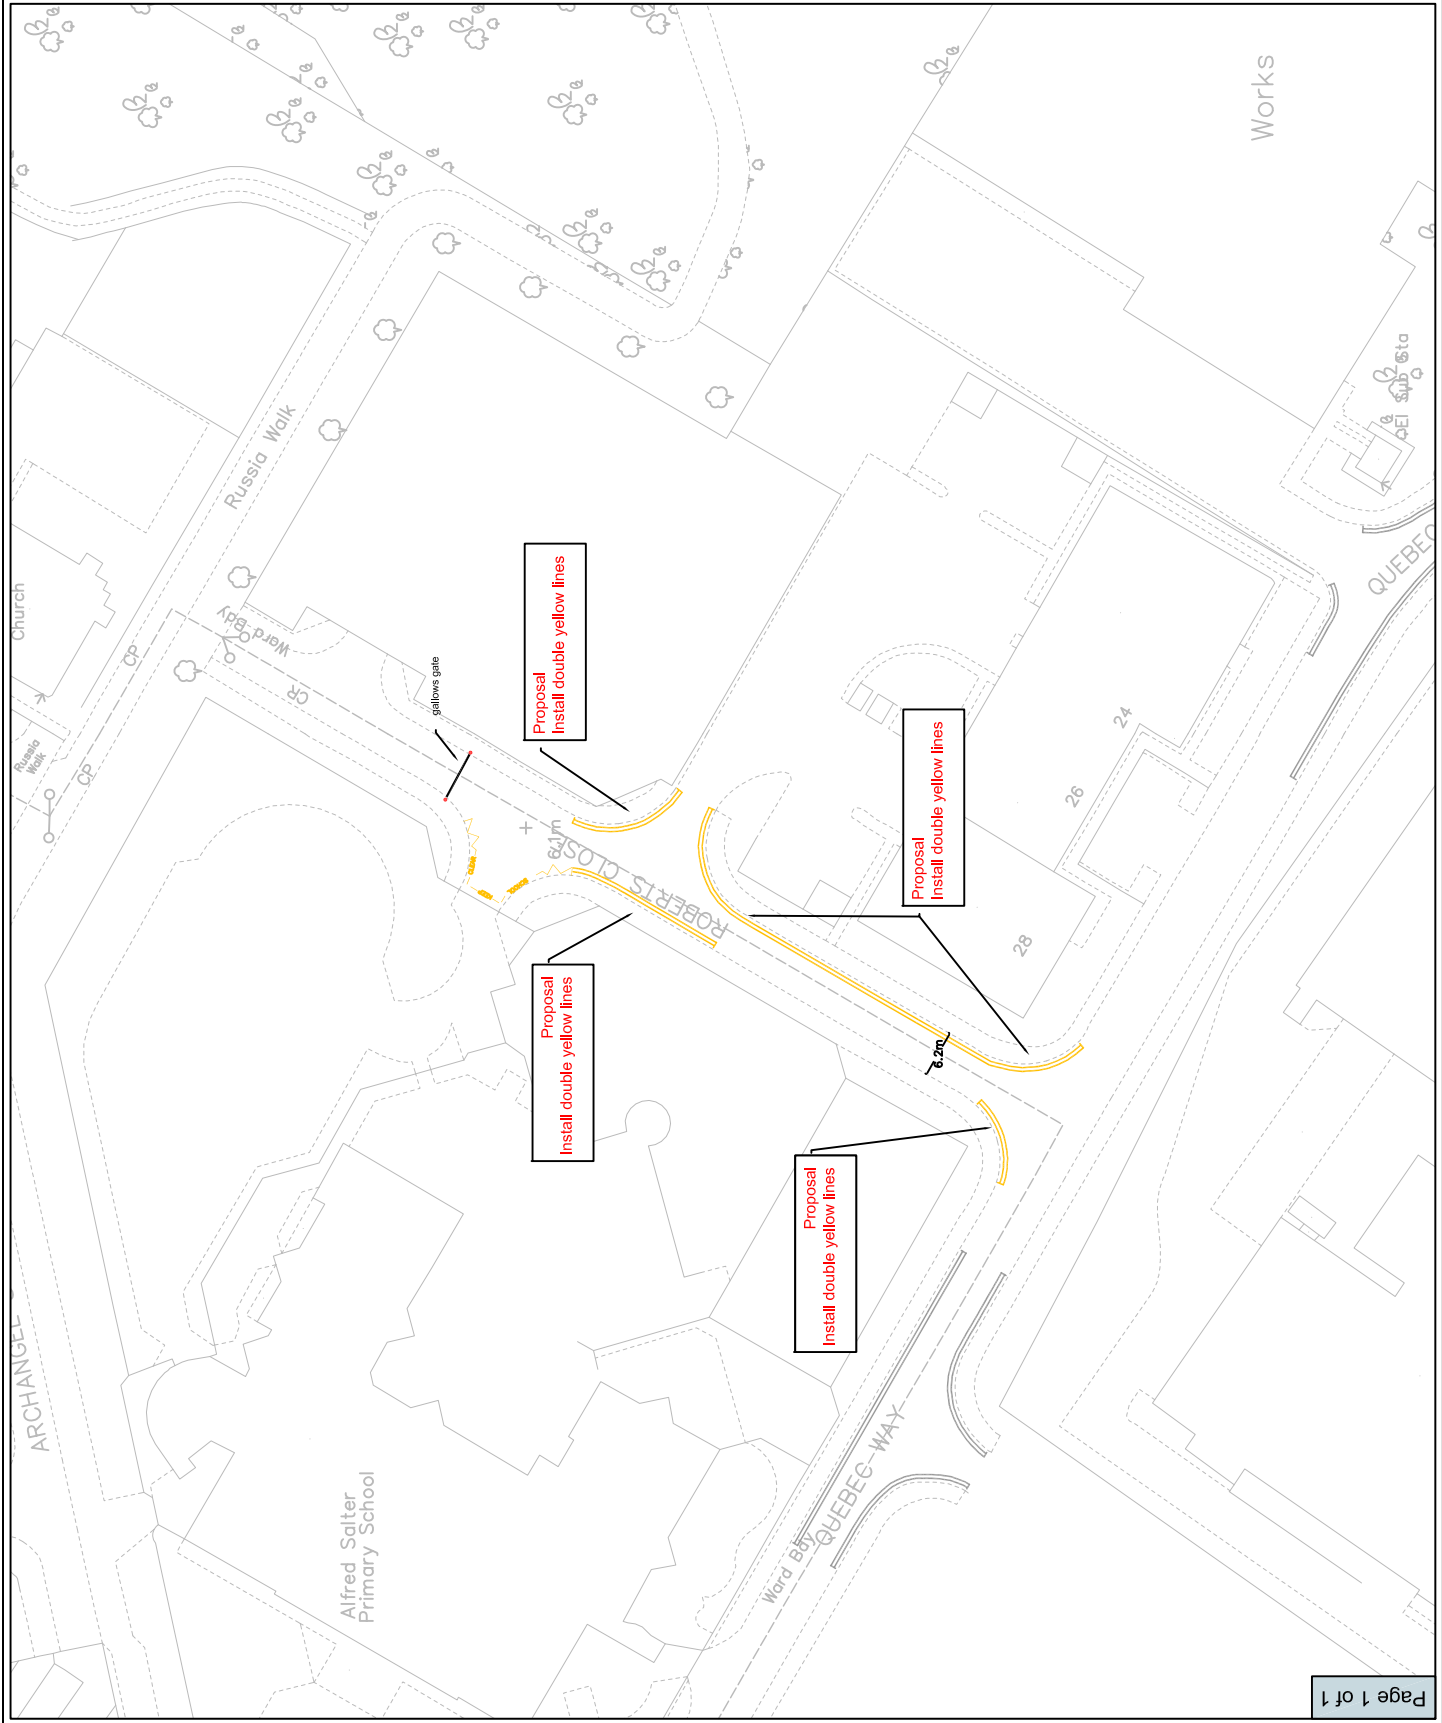 Works
El Sub Sta
QUEBEC
Church
Russia Walk
CP
Russia
Walk
CP
Ward Bdy
CR
gallows gate
Proposal
Install double yellow lines
6.1m
ROBERTS CLOSE
Proposal
Install double yellow lines
24
26
28
Proposal
Install double yellow lines
6.2m
Proposal
Install double yellow lines
ARCHANGEL
Alfred Salter
Primary School
QUEBEC WAY
Ward Bdy
Page 1 of 1